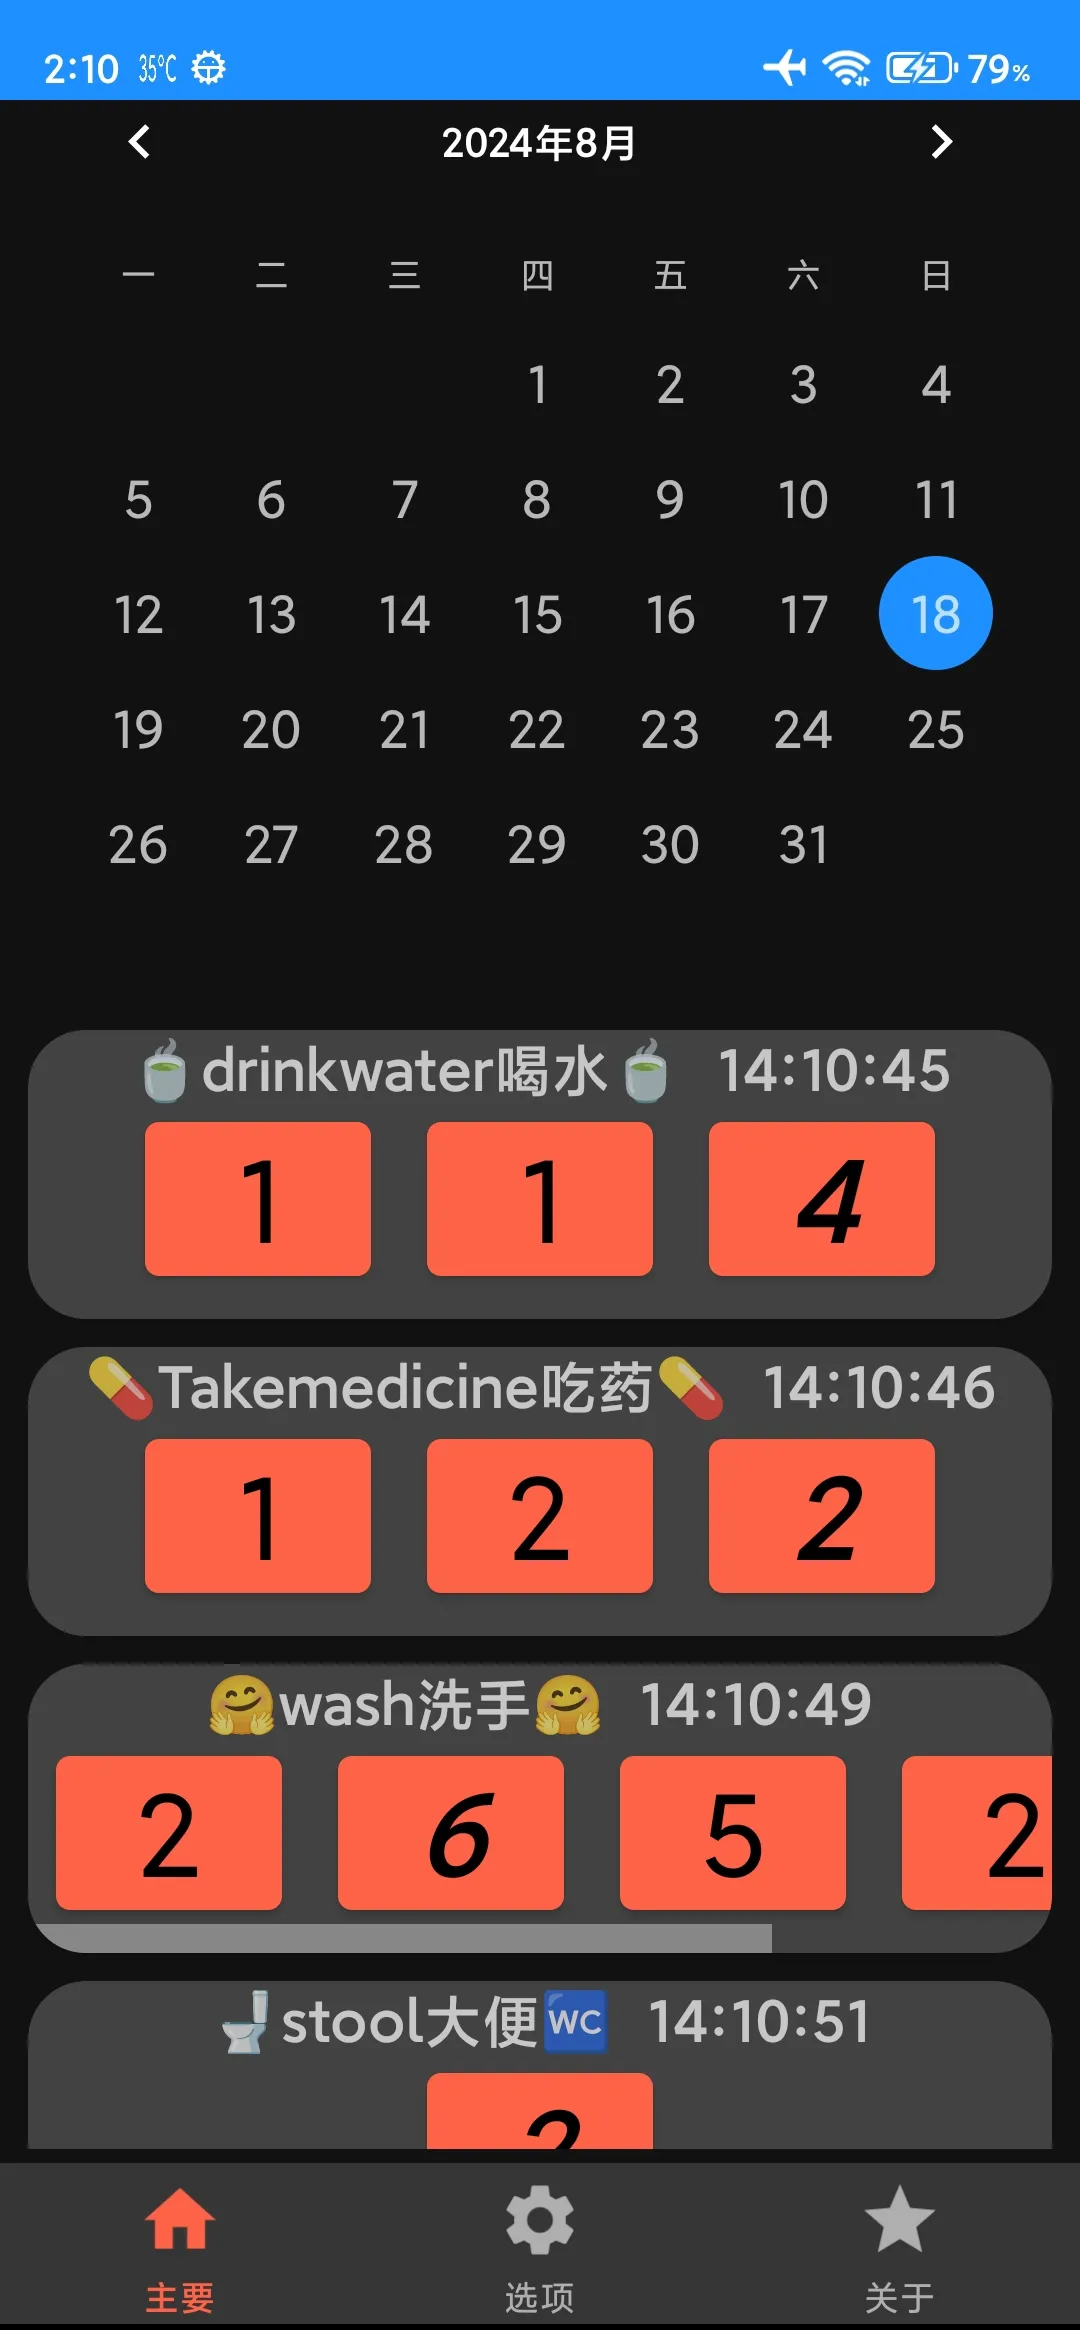 2:10 35℃ 79%
2024年8月
一 二 三 四 五 六 日
1 2 3 4
5 6 7 8 9 10 11
12 13 14 15 16 17 18
19 20 21 22 23 24 25
26 27 28 29 30 31
🍵drinkwater喝水🍵 14:10:45
1 1 4
💊Takemedicine吃药💊 14:10:46
1 2 2
🤗wash洗手🤗 14:10:49
2 6 5 2
🚽stool大便🚾 14:10:51
主要 选项 关于